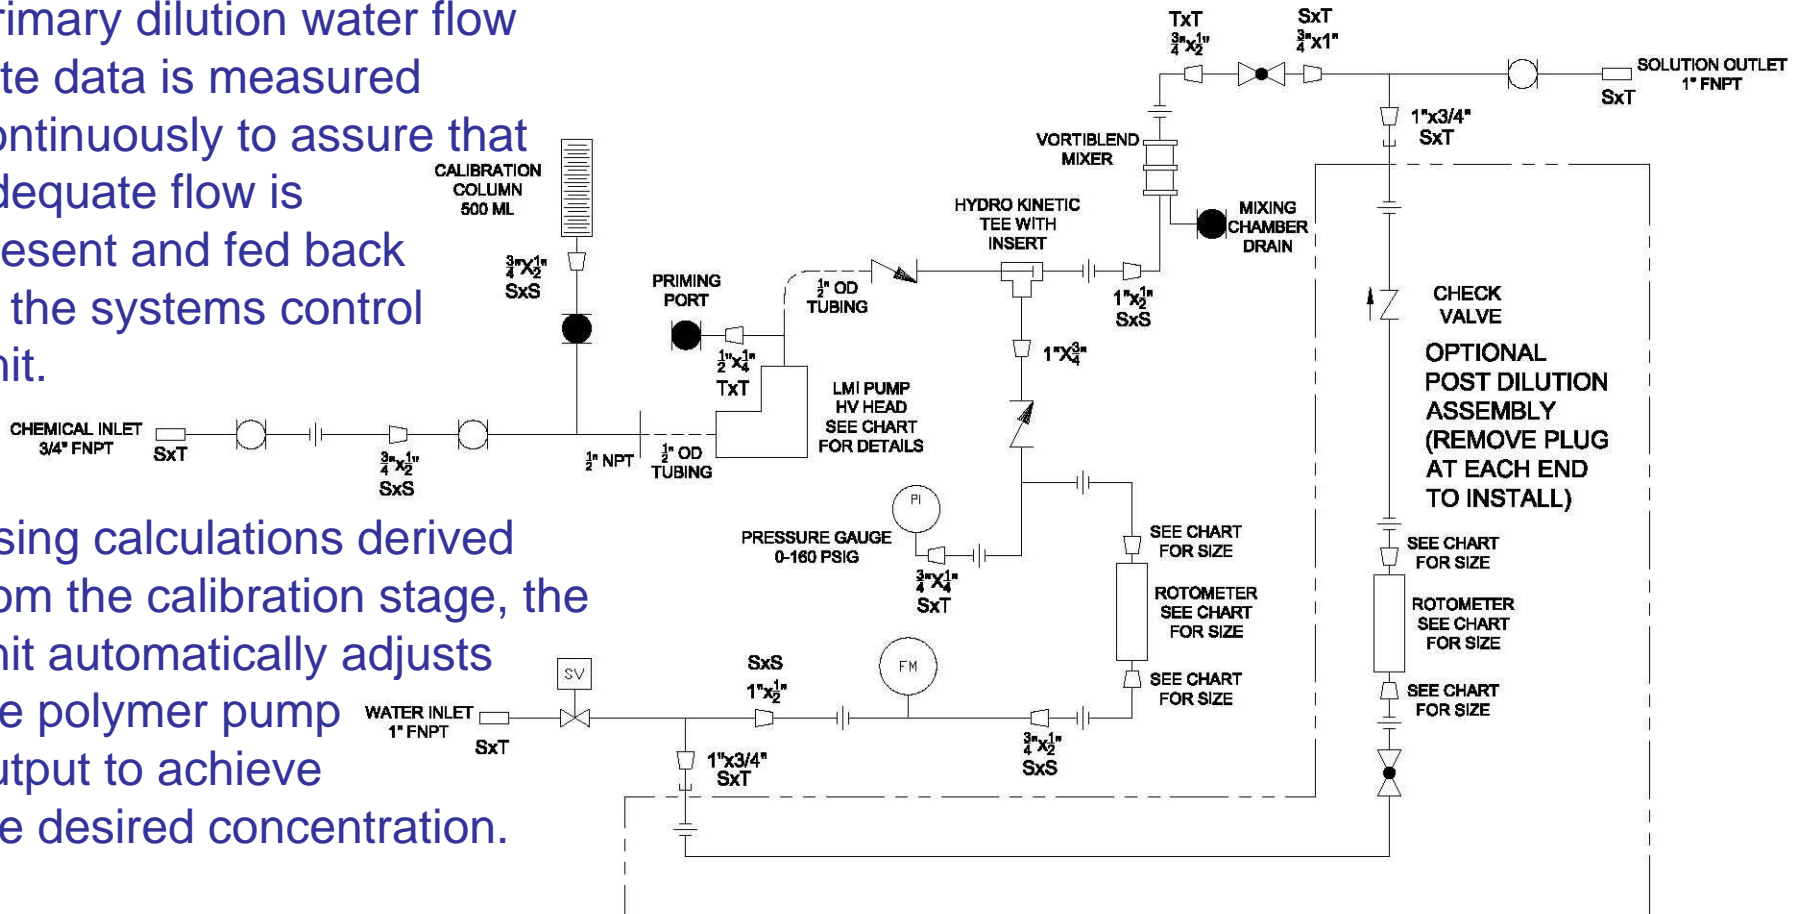 rimary dilution water flow
te data is measured
ontinuously to assure that
dequate flow is
esent and fed back
the systems control
nit.
sing calculations derived
om the calibration stage, the
nit automatically adjusts
e polymer pump
utput to achieve
e desired concentration.
CALIBRATION
COLUMN
500 ML
3/4"X1/2"
SxS
PRIMING
PORT
1/2"x1/4"
TxT
1/2" OD
TUBING
HYDRO KINETIC
TEE WITH
INSERT
1"x1/2"
SxS
VORTIBLEND
MIXER
MIXING
CHAMBER
DRAIN
TxT
3/4"x1/2"
SxT
3/4"x1"
SOLUTION OUTLET
1" FNPT
SxT
1"x3/4"
SxT
CHECK
VALVE
OPTIONAL
POST DILUTION
ASSEMBLY
(REMOVE PLUG
AT EACH END
TO INSTALL)
CHEMICAL INLET
3/4" FNPT
SxT
3/4"x1/2"
SxS
1/2" NPT
1/2" OD
TUBING
LMI PUMP
HV HEAD
SEE CHART
FOR DETAILS
1"X3/4"
PI
PRESSURE GAUGE
0-160 PSIG
3/4"X1/4"
SxT
SEE CHART
FOR SIZE
ROTOMETER
SEE CHART
FOR SIZE
SEE CHART
FOR SIZE
SEE CHART
FOR SIZE
ROTOMETER
SEE CHART
FOR SIZE
SEE CHART
FOR SIZE
SV
WATER INLET
1" FNPT
SxT
SxS
1"x1/2"
FM
3/4"x1/2"
SxS
1"x3/4"
SxT